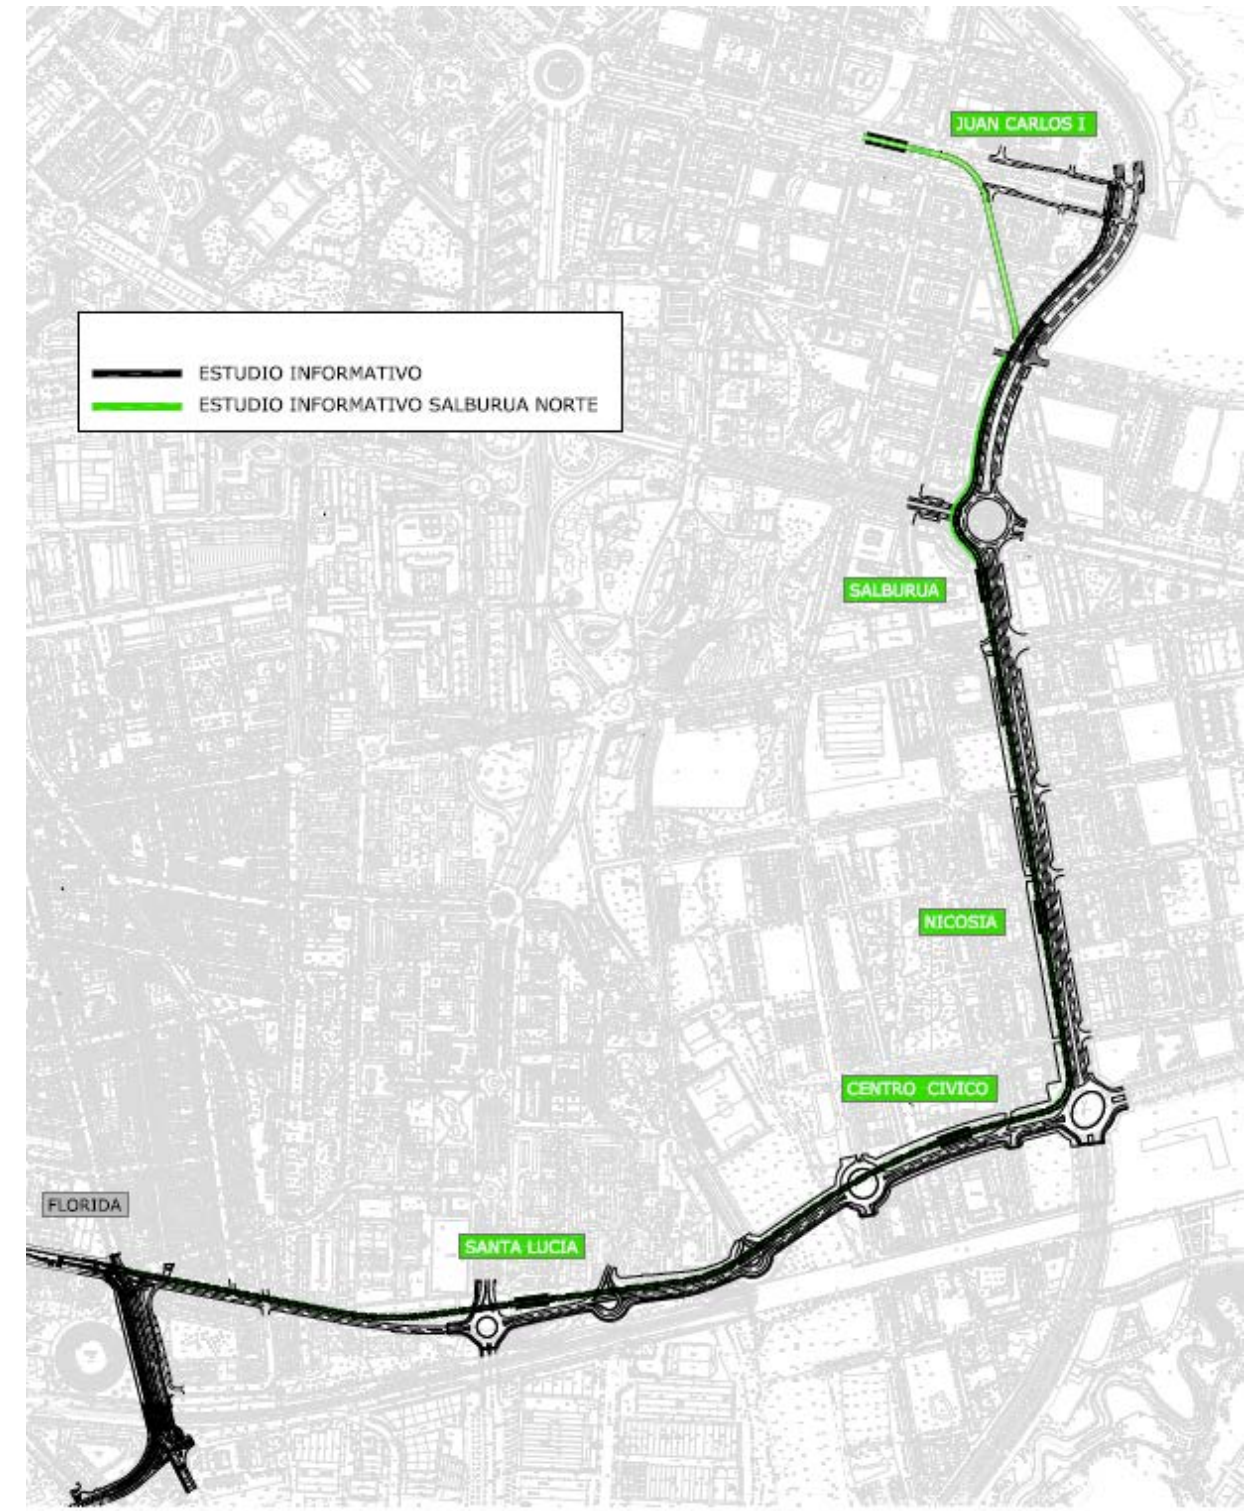 JUAN CARLOS I
ESTUDIO INFORMATIVO
ESTUDIO INFORMATIVO SALBURUA NORTE
SALBURUA
NICOSIA
CENTRO CIVICO
FLORIDA
SANTA LUCIA